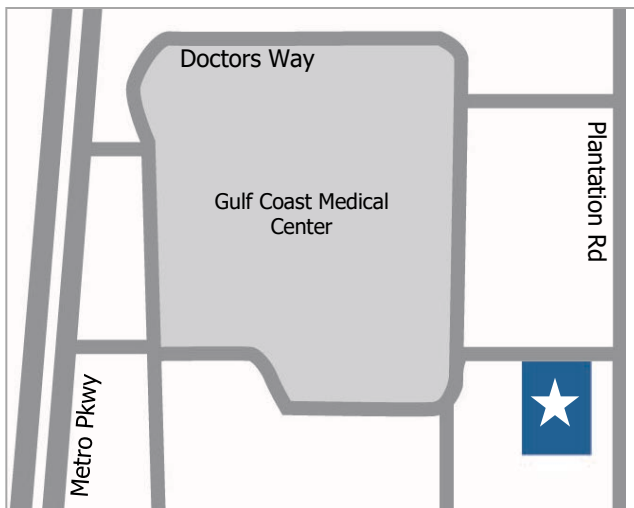 Doctors Way
Gulf Coast Medical
Center
Plantation Rd
Metro Pkwy